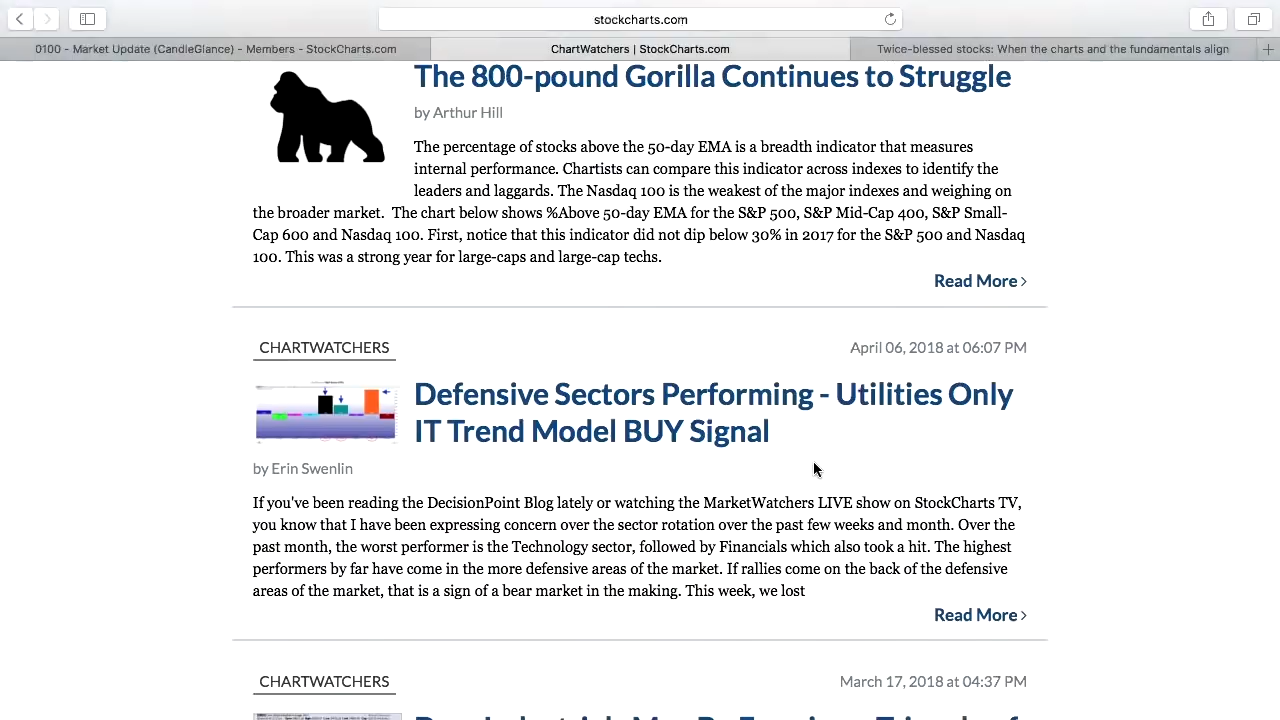 stockcharts.com
0100 - Market Update (CandleGlance) - Members - StockCharts.com
ChartWatchers | StockCharts.com
Twice-blessed stocks: When the charts and the fundamentals align
The 800-pound Gorilla Continues to Struggle
by Arthur Hill
The percentage of stocks above the 50-day EMA is a breadth indicator that measures
internal performance. Chartists can compare this indicator across indexes to identify the
leaders and laggards. The Nasdaq 100 is the weakest of the major indexes and weighing on
the broader market.  The chart below shows %Above 50-day EMA for the S&P 500, S&P Mid-Cap 400, S&P Small-
Cap 600 and Nasdaq 100. First, notice that this indicator did not dip below 30% in 2017 for the S&P 500 and Nasdaq
100. This was a strong year for large-caps and large-cap techs.
Read More ›
CHARTWATCHERS
April 06, 2018 at 06:07 PM
Defensive Sectors Performing - Utilities Only
IT Trend Model BUY Signal
by Erin Swenlin
If you've been reading the DecisionPoint Blog lately or watching the MarketWatchers LIVE show on StockCharts TV,
you know that I have been expressing concern over the sector rotation over the past few weeks and month. Over the
past month, the worst performer is the Technology sector, followed by Financials which also took a hit. The highest
performers by far have come in the more defensive areas of the market. If rallies come on the back of the defensive
areas of the market, that is a sign of a bear market in the making. This week, we lost
Read More ›
CHARTWATCHERS
March 17, 2018 at 04:37 PM